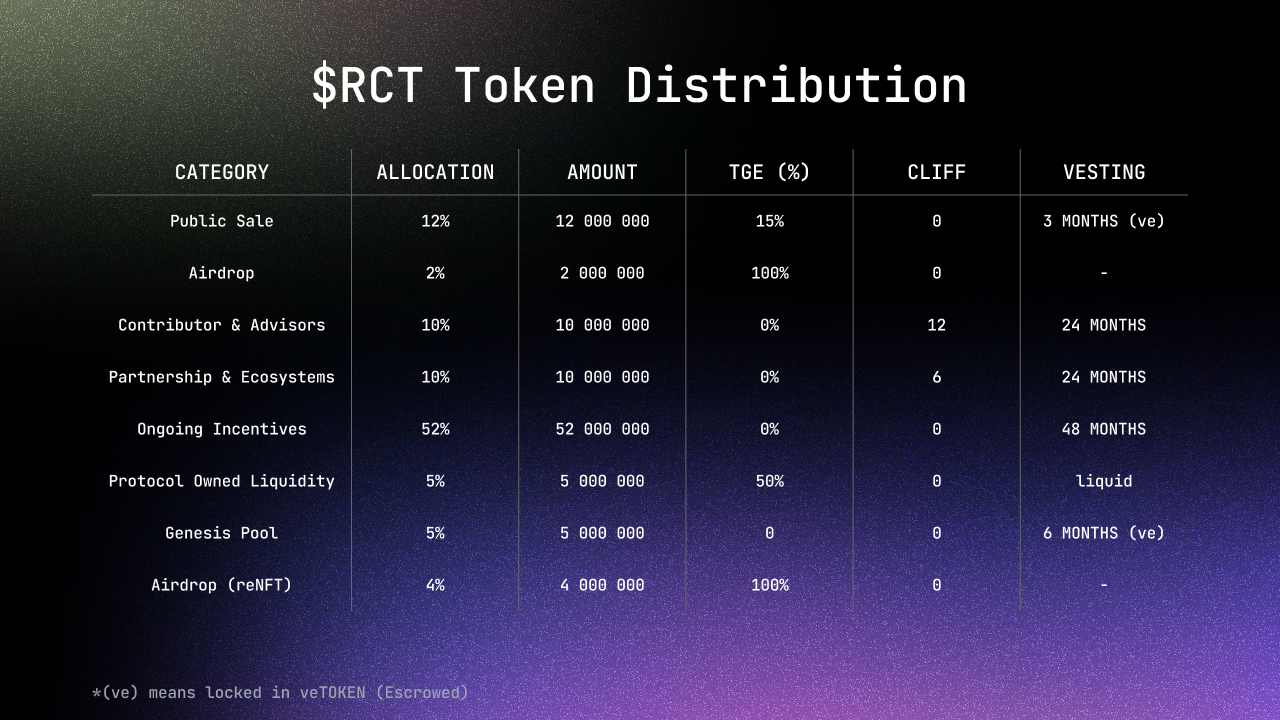 $RCT Token Distribution
CATEGORY ALLOCATION AMOUNT TGE (%) CLIFF VESTING
Public Sale 12% 12 000 000 15% 0 3 MONTHS (ve)
Airdrop 2% 2 000 000 100% 0 -
Contributor & Advisors 10% 10 000 000 0% 12 24 MONTHS
Partnership & Ecosystems 10% 10 000 000 0% 6 24 MONTHS
Ongoing Incentives 52% 52 000 000 0% 0 48 MONTHS
Protocol Owned Liquidity 5% 5 000 000 50% 0 liquid
Genesis Pool 5% 5 000 000 0 0 6 MONTHS (ve)
Airdrop (reNFT) 4% 4 000 000 100% 0 -
*(ve) means locked in veTOKEN (Escrowed)